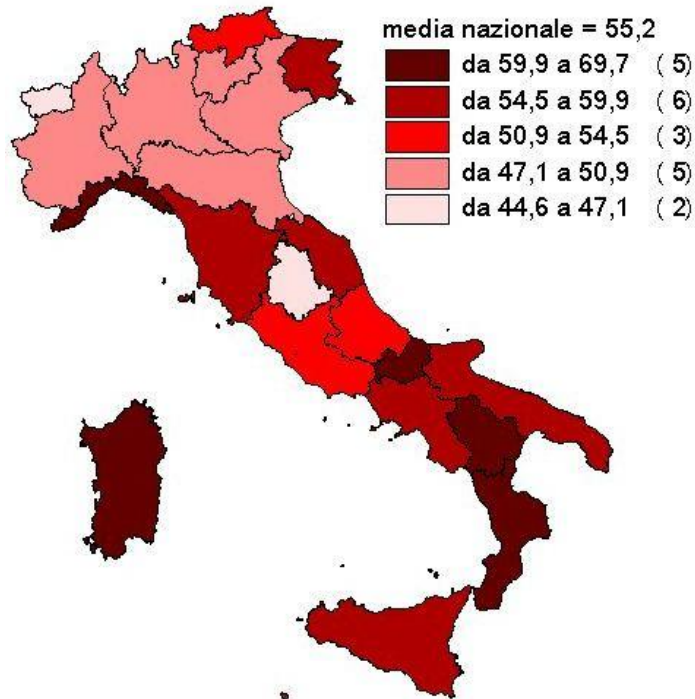 media nazionale = 55,2
da 59,9 a 69,7 ( 5)
da 54,5 a 59,9 ( 6)
da 50,9 a 54,5 ( 3)
da 47,1 a 50,9 ( 5)
da 44,6 a 47,1 ( 2)